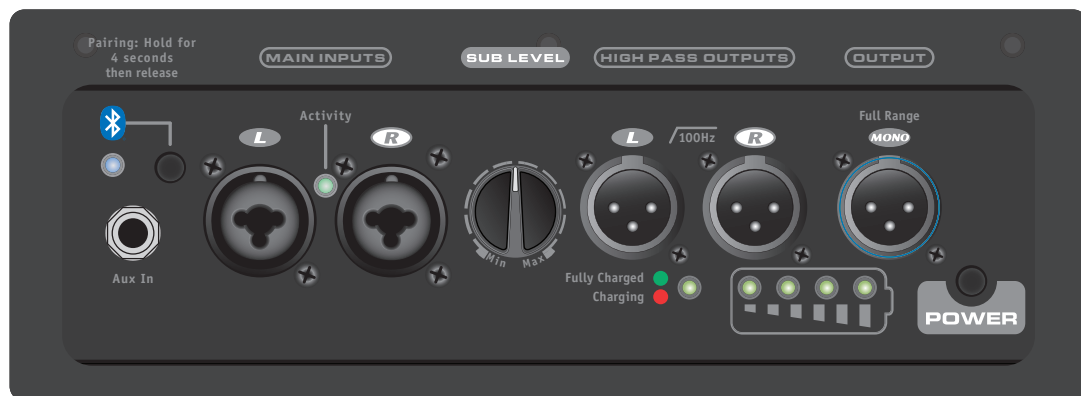 Pairing: Hold for
4 seconds
then release
MAIN INPUTS
SUB LEVEL
HIGH PASS OUTPUTS
OUTPUT
Activity
L
R
L
/100Hz
R
Full Range
MONO
Aux In
Min
Max
Fully Charged
Charging
POWER